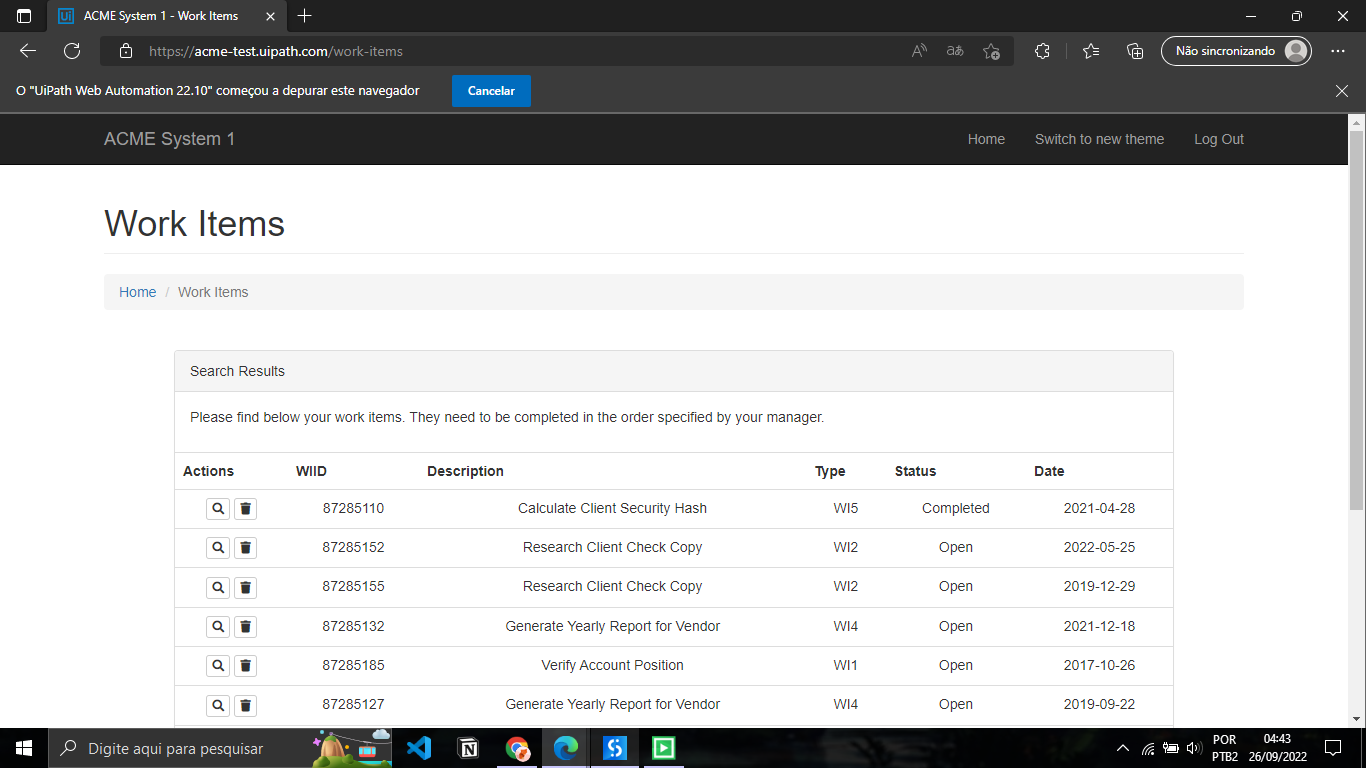 ACME System 1 - Work Items
https://acme-test.uipath.com/work-items
Não sincronizando
O "UiPath Web Automation 22.10" começou a depurar este navegador
Cancelar
ACME System 1
Home
Switch to new theme
Log Out
Work Items
Home / Work Items
Search Results
Please find below your work items. They need to be completed in the order specified by your manager.
Actions WIID Description Type Status Date
87285110 Calculate Client Security Hash WI5 Completed 2021-04-28
87285152 Research Client Check Copy WI2 Open 2022-05-25
87285155 Research Client Check Copy WI2 Open 2019-12-29
87285132 Generate Yearly Report for Vendor WI4 Open 2021-12-18
87285185 Verify Account Position WI1 Open 2017-10-26
87285127 Generate Yearly Report for Vendor WI4 Open 2019-09-22
Digite aqui para pesquisar
POR
PTB2
04:43
26/09/2022